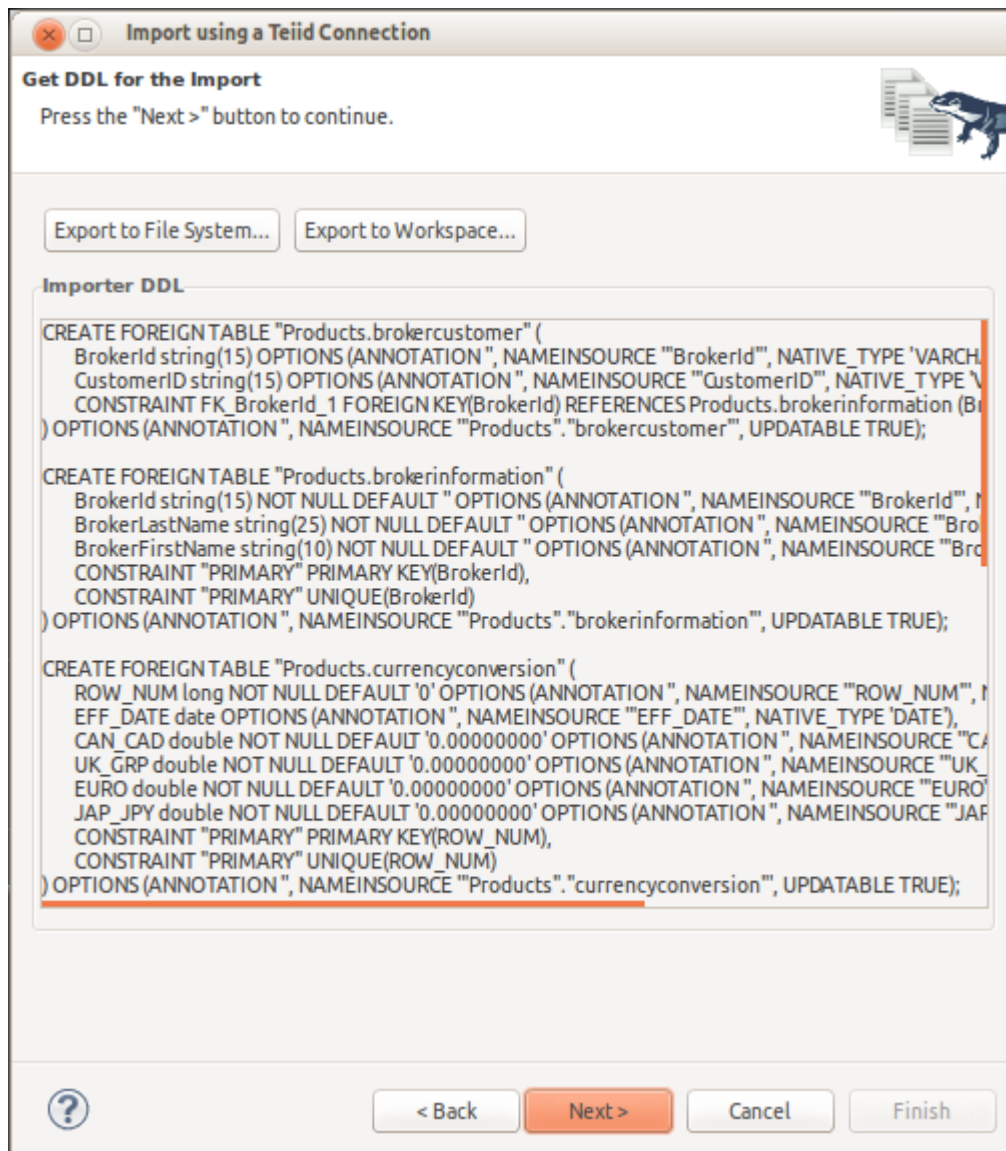 Import using a Teiid Connection
Get DDL for the Import
Press the "Next >" button to continue.
Export to File System...
Export to Workspace...
Importer DDL
CREATE FOREIGN TABLE "Products.brokercustomer" (
BrokerId string(15) OPTIONS (ANNOTATION '', NAMEINSOURCE '"BrokerId"', NATIVE_TYPE 'VARCHA
CustomerID string(15) OPTIONS (ANNOTATION '', NAMEINSOURCE '"CustomerID"', NATIVE_TYPE 'V
CONSTRAINT FK_BrokerId_1 FOREIGN KEY(BrokerId) REFERENCES Products.brokerinformation (Br
) OPTIONS (ANNOTATION '', NAMEINSOURCE '"Products"."brokercustomer"', UPDATABLE TRUE);
CREATE FOREIGN TABLE "Products.brokerinformation" (
BrokerId string(15) NOT NULL DEFAULT '' OPTIONS (ANNOTATION '', NAMEINSOURCE '"BrokerId"', N
BrokerLastName string(25) NOT NULL DEFAULT '' OPTIONS (ANNOTATION '', NAMEINSOURCE '"Brol
BrokerFirstName string(10) NOT NULL DEFAULT '' OPTIONS (ANNOTATION '', NAMEINSOURCE '"Bro
CONSTRAINT "PRIMARY" PRIMARY KEY(BrokerId),
CONSTRAINT "PRIMARY" UNIQUE(BrokerId)
) OPTIONS (ANNOTATION '', NAMEINSOURCE '"Products"."brokerinformation"', UPDATABLE TRUE);
CREATE FOREIGN TABLE "Products.currencyconversion" (
ROW_NUM long NOT NULL DEFAULT '0' OPTIONS (ANNOTATION '', NAMEINSOURCE '"ROW_NUM"', N
EFF_DATE date OPTIONS (ANNOTATION '', NAMEINSOURCE '"EFF_DATE"', NATIVE_TYPE 'DATE'),
CAN_CAD double NOT NULL DEFAULT '0.00000000' OPTIONS (ANNOTATION '', NAMEINSOURCE '"CA
UK_GRP double NOT NULL DEFAULT '0.00000000' OPTIONS (ANNOTATION '', NAMEINSOURCE '"UK_
EURO double NOT NULL DEFAULT '0.00000000' OPTIONS (ANNOTATION '', NAMEINSOURCE '"EURO"
JAP_JPY double NOT NULL DEFAULT '0.00000000' OPTIONS (ANNOTATION '', NAMEINSOURCE '"JAP
CONSTRAINT "PRIMARY" PRIMARY KEY(ROW_NUM),
CONSTRAINT "PRIMARY" UNIQUE(ROW_NUM)
) OPTIONS (ANNOTATION '', NAMEINSOURCE '"Products"."currencyconversion"', UPDATABLE TRUE);
? < Back Next > Cancel Finish